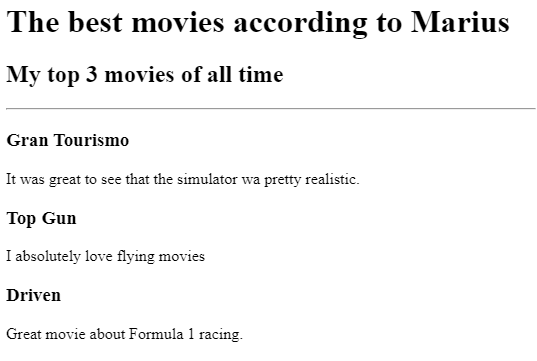 The best movies according to Marius
My top 3 movies of all time
Gran Tourismo
It was great to see that the simulator wa pretty realistic.
Top Gun
I absolutely love flying movies
Driven
Great movie about Formula 1 racing.